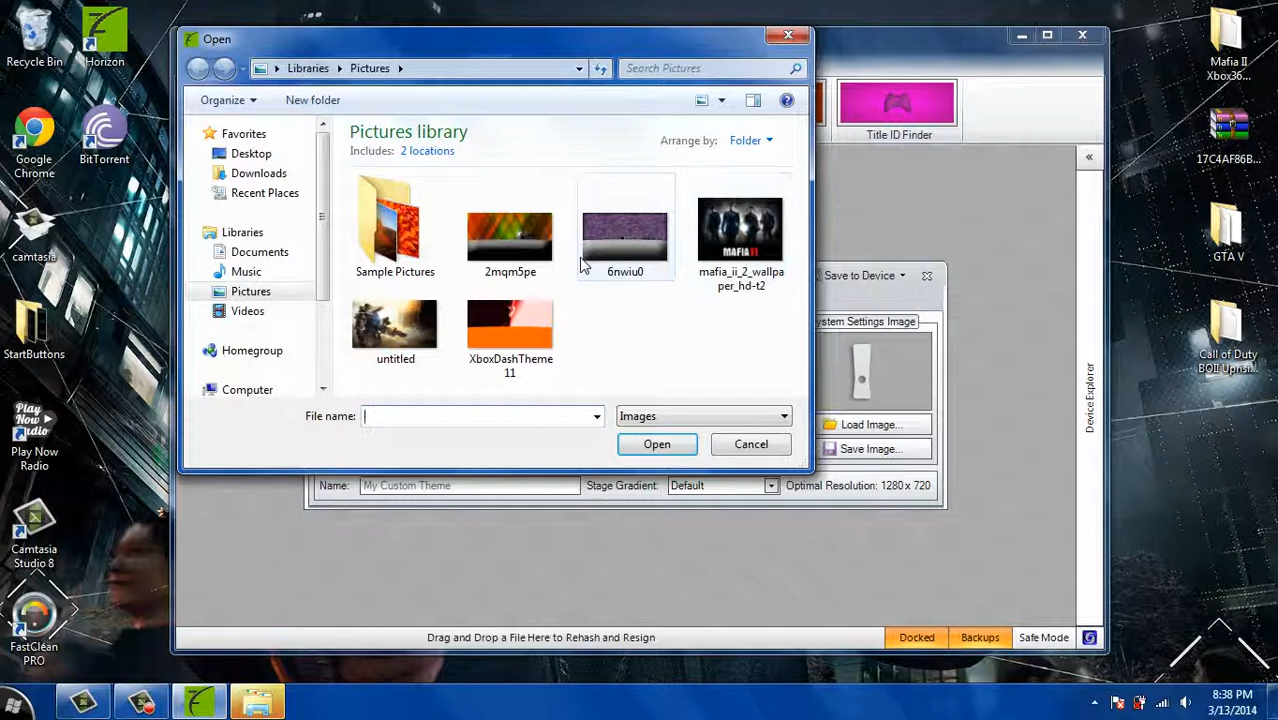 Recycle Bin
Horizon
Google
Chrome
BitTorrent
camtasia
StartButtons
Play Now
Radio
Camtasia
Studio 8
FastClean
PRO
Open
Libraries
Pictures
Search Pictures
Organize
New folder
Favorites
Desktop
Downloads
Recent Places
Libraries
Documents
Music
Pictures
Videos
Homegroup
Computer
Pictures library
Includes: 2 locations
Arrange by: Folder
Sample Pictures
2mqm5pe
6nwiu0
MAFIA II
mafia_ii_2_wallpa
per_hd-t2
untitled
XboxDashTheme
11
File name:
Images
Open
Cancel
Title ID Finder
Save to Device
ystem Settings Image
Load Image...
Save Image...
Name: My Custom Theme
Stage Gradient: Default
Optimal Resolution: 1280 x 720
Device Explorer
Drag and Drop a File Here to Rehash and Resign
Docked
Backups
Safe Mode
Mafia II
Xbox36...
17C4AF86B...
GTA V
Call of Duty
BOII Uprisi...
8:38 PM
3/13/2014